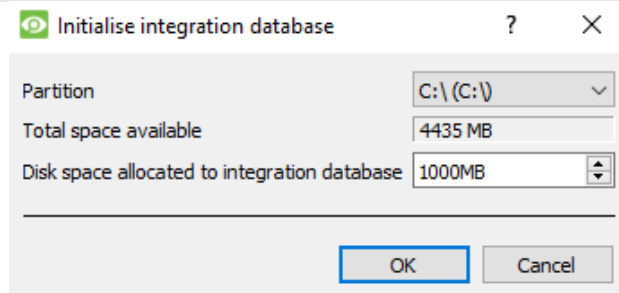 Initialise integration database ?
Partition C:\ (C:\)
Total space available 4435 MB
Disk space allocated to integration database 1000MB
OK Cancel